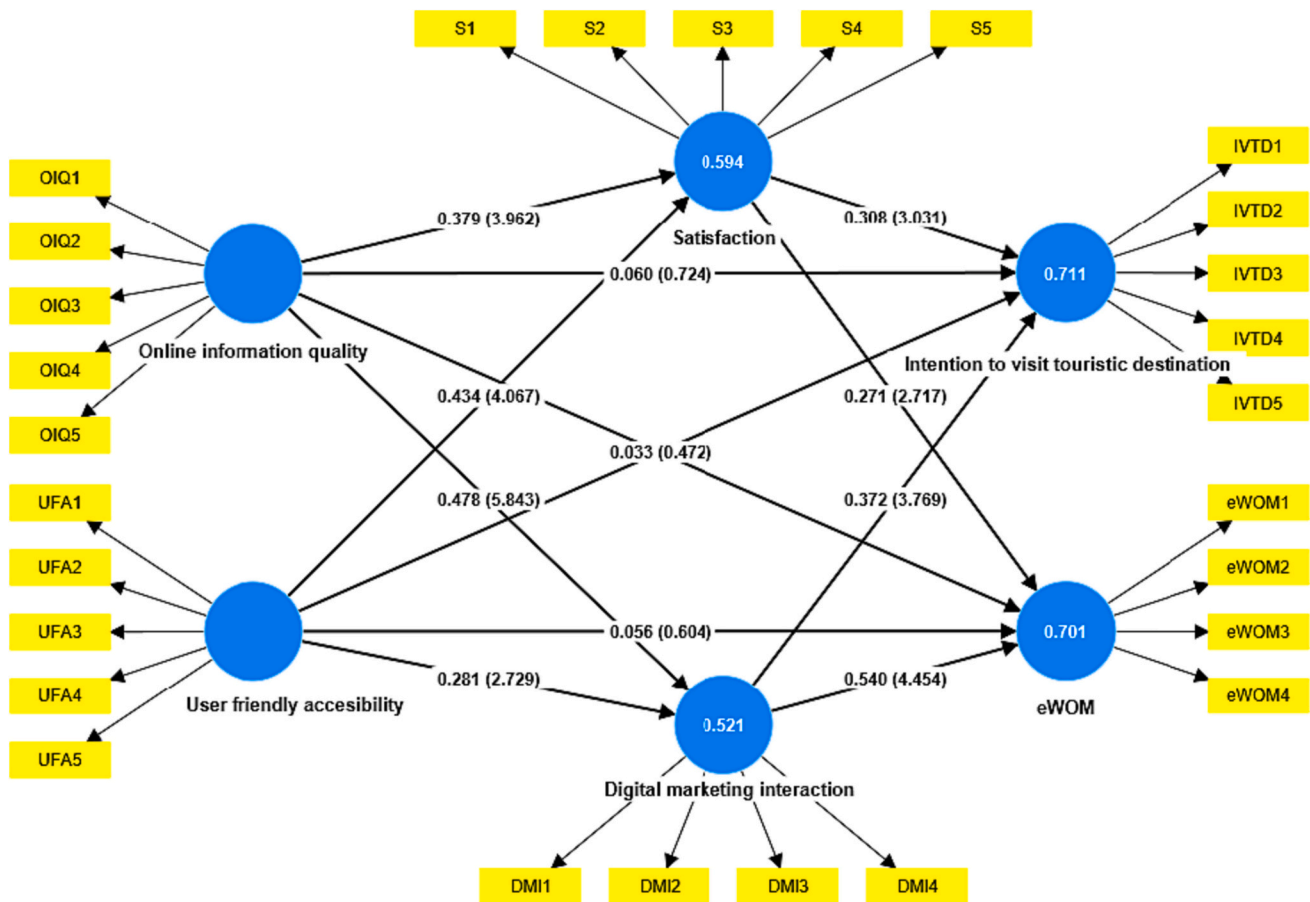 S1
S2
S3
S4
S5
0.594
Satisfaction
OIQ1
OIQ2
OIQ3
OIQ4
OIQ5
Online information quality
IVTD1
IVTD2
IVTD3
IVTD4
IVTD5
0.711
Intention to visit touristic destination
0.379 (3.962)
0.308 (3.031)
0.060 (0.724)
0.434 (4.067)
0.271 (2.717)
0.033 (0.472)
0.478 (5.843)
0.372 (3.769)
UFA1
UFA2
UFA3
UFA4
UFA5
User friendly accesibility
0.056 (0.604)
0.281 (2.729)
0.540 (4.454)
eWOM1
eWOM2
eWOM3
eWOM4
0.701
eWOM
0.521
Digital marketing interaction
DMI1
DMI2
DMI3
DMI4